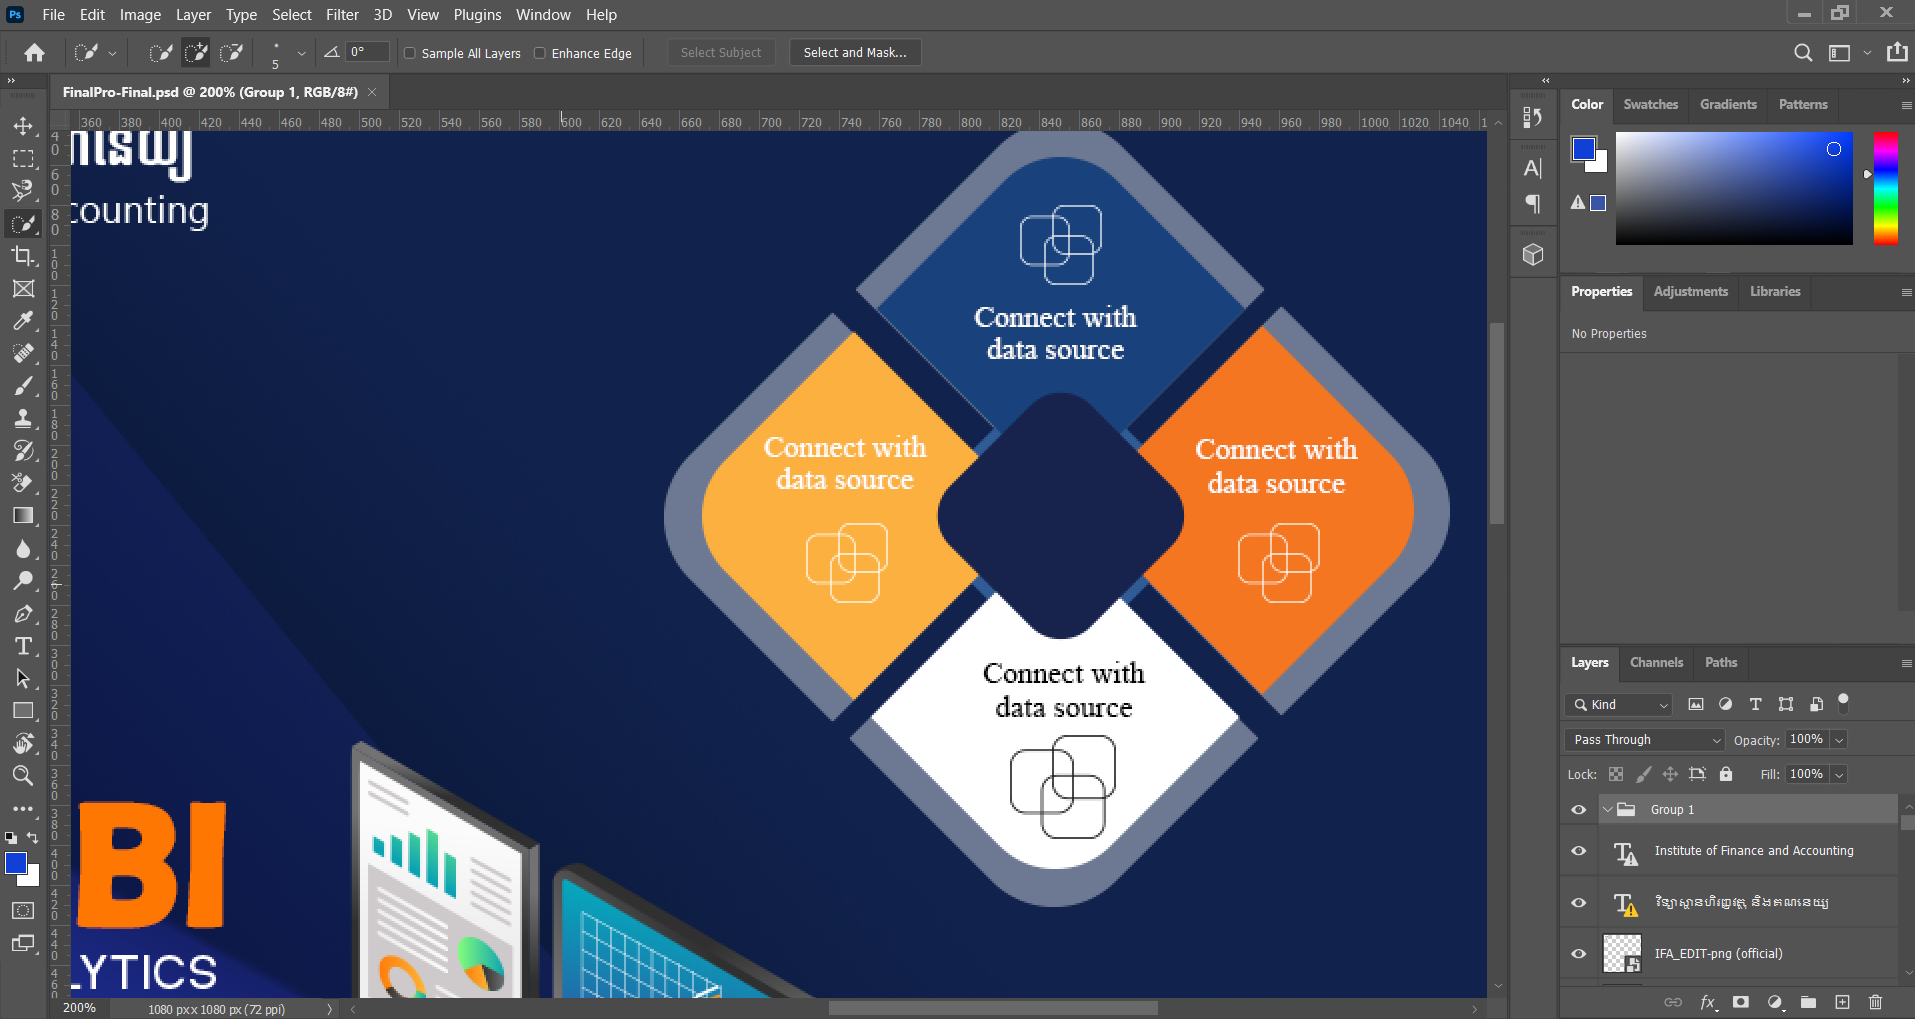 File Edit Image Layer Type Select Filter 3D View Plugins Window Help
5 0° Sample All Layers Enhance Edge Select Subject Select and Mask...
FinalPro-Final.psd @ 200% (Group 1, RGB/8#)
360 380 400 420 440 460 480 500 520 540 560 580 600 620 640 660 680 700 720 740 760 780 800 820 840 860 880 900 920 940 960 980 1000 1020 1040
counting
Connect with
data source
Connect with
data source
Connect with
data source
Connect with
data source
BI
LYTICS
200% 1080 px x 1080 px (72 ppi)
Color Swatches Gradients Patterns
Properties Adjustments Libraries
No Properties
Layers Channels Paths
Kind
Pass Through Opacity: 100%
Lock: Fill: 100%
Group 1
Institute of Finance and Accounting
វិទ្យាស្ថានហិរញ្ញវត្ថុ និងគណនេយ្យ
IFA_EDIT-png (official)